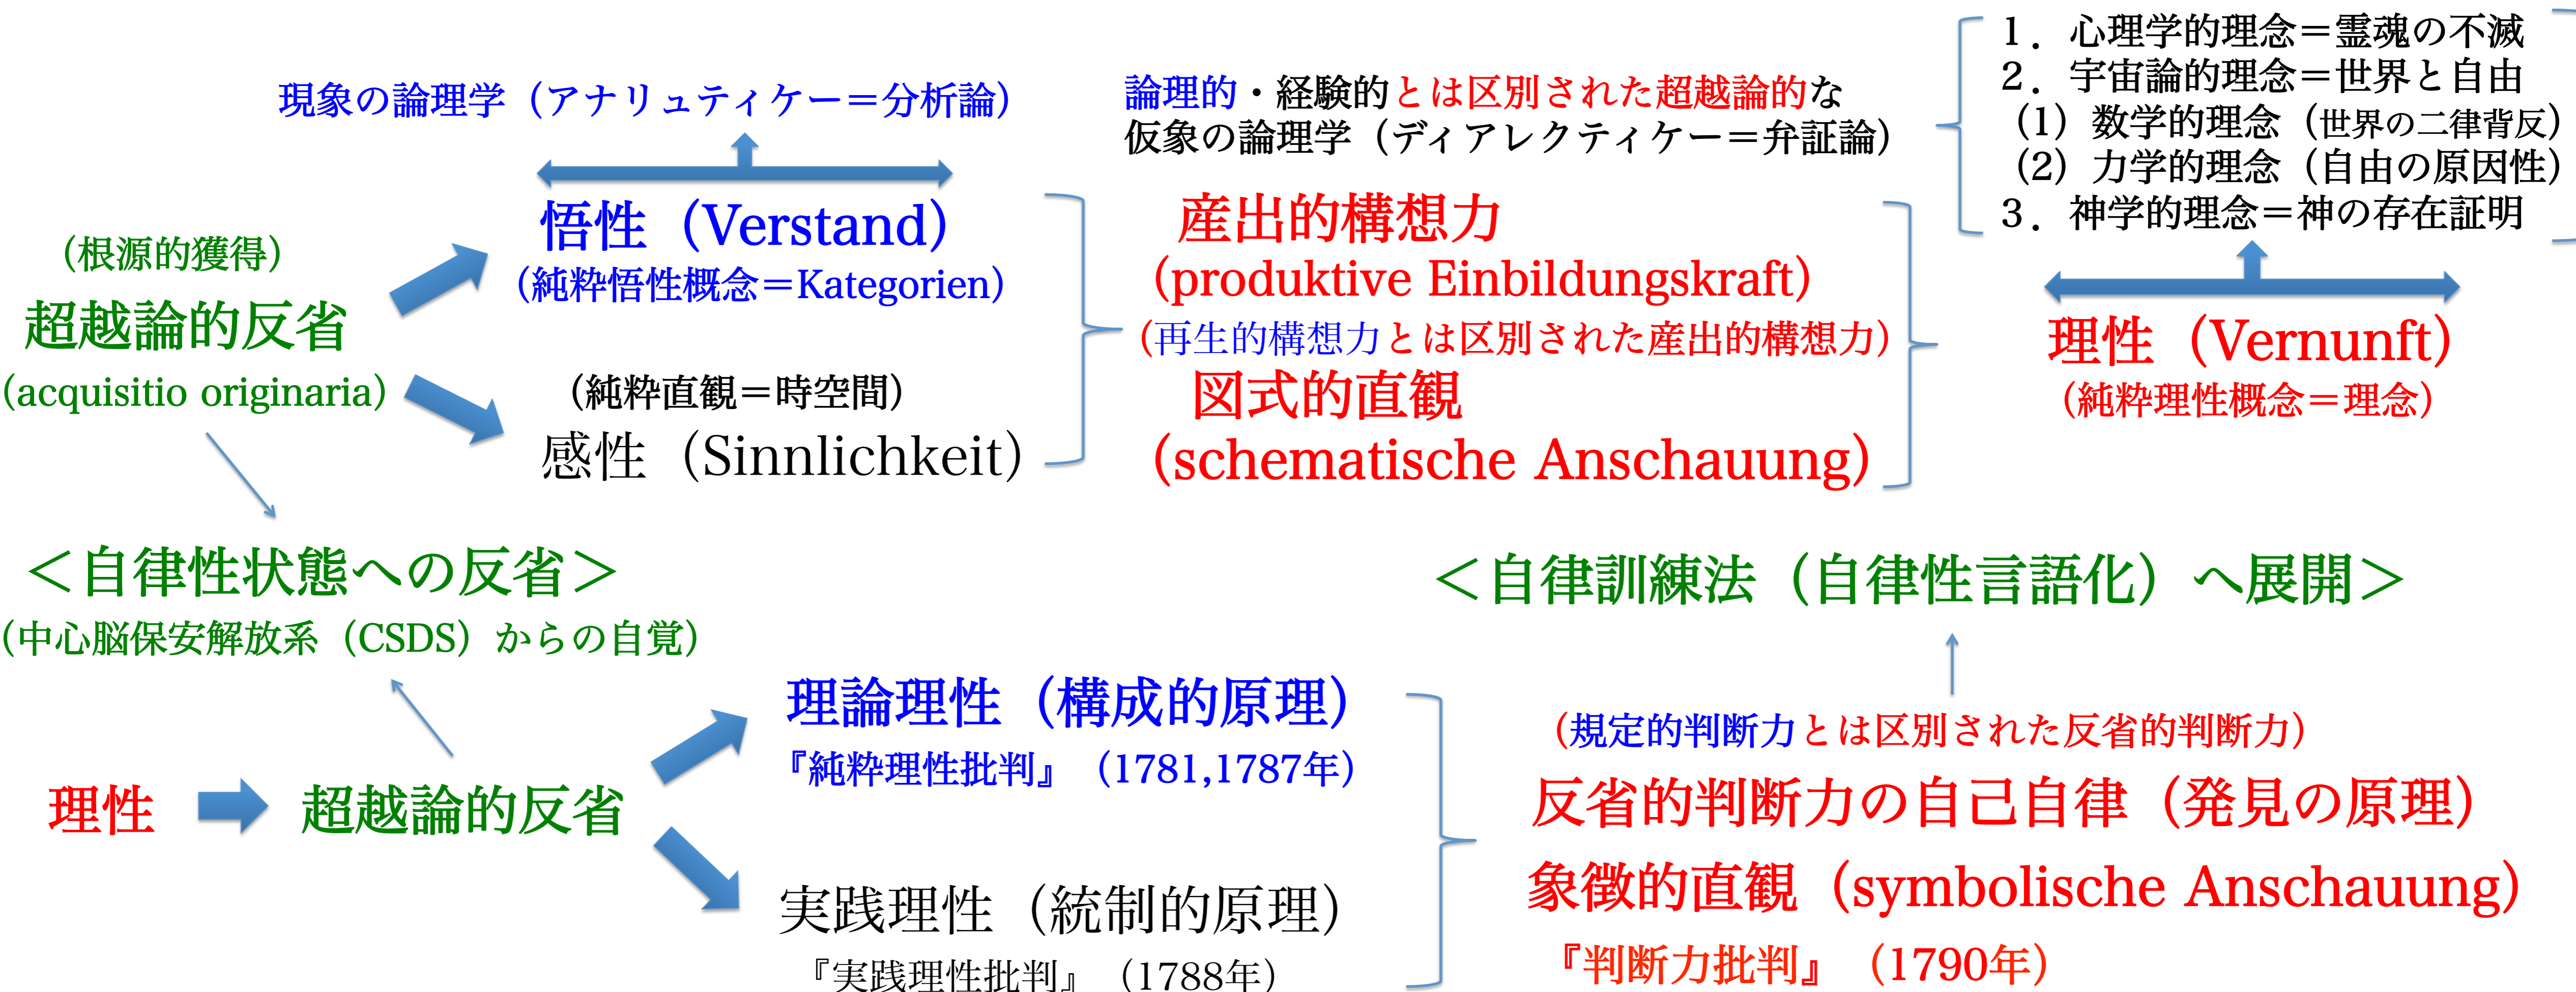 現象の論理学（アナリュティケー＝分析論）
悟性（Verstand）
（純粋悟性概念＝Kategorien）
（根源的獲得）
超越論的反省
（acquisitio originaria）
（純粋直観＝時空間）
感性（Sinnlichkeit）
論理的・経験的とは区別された超越論的な
仮象の論理学（ディアレクティケー＝弁証論）
産出的構想力
（produktive Einbildungskraft）
（再生的構想力とは区別された産出的構想力）
図式的直観
（schematische Anschauung）
1．心理学的理念＝霊魂の不滅
2．宇宙論的理念＝世界と自由
（1）数学的理念（世界の二律背反）
（2）力学的理念（自由の原因性）
3．神学的理念＝神の存在証明
理性（Vernunft）
（純粋理性概念＝理念）
＜自律性状態への反省＞
（中心脳保安解放系（CSDS）からの自覚）
＜自律訓練法（自律性言語化）へ展開＞
理性
超越論的反省
理論理性（構成的原理）
『純粋理性批判』（1781,1787年）
実践理性（統制的原理）
『実践理性批判』（1788年）
（規定的判断力とは区別された反省的判断力）
反省的判断力の自己自律（発見の原理）
象徴的直観（symbolische Anschauung）
『判断力批判』（1790年）